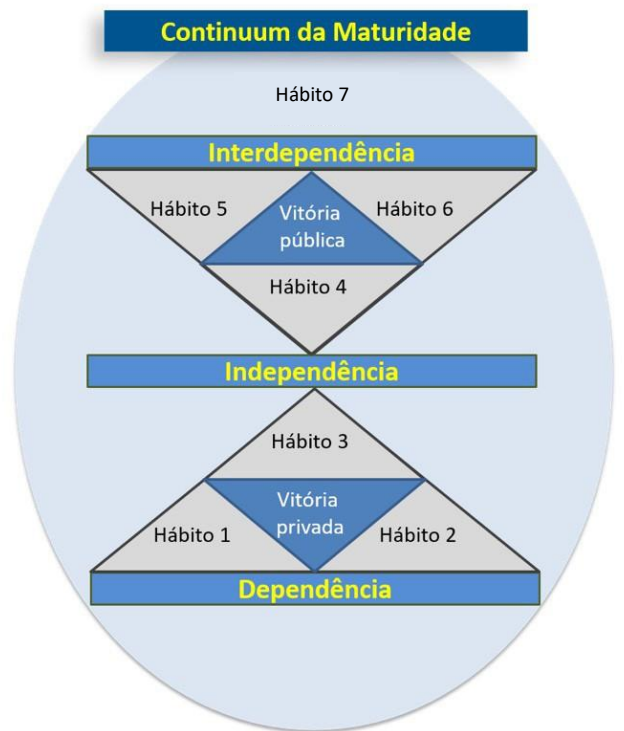 Continuum da Maturidade
Hábito 7
Interdependência
Hábito 5
Vitória
pública
Hábito 6
Hábito 4
Independência
Hábito 3
Vitória
privada
Hábito 1
Hábito 2
Dependência